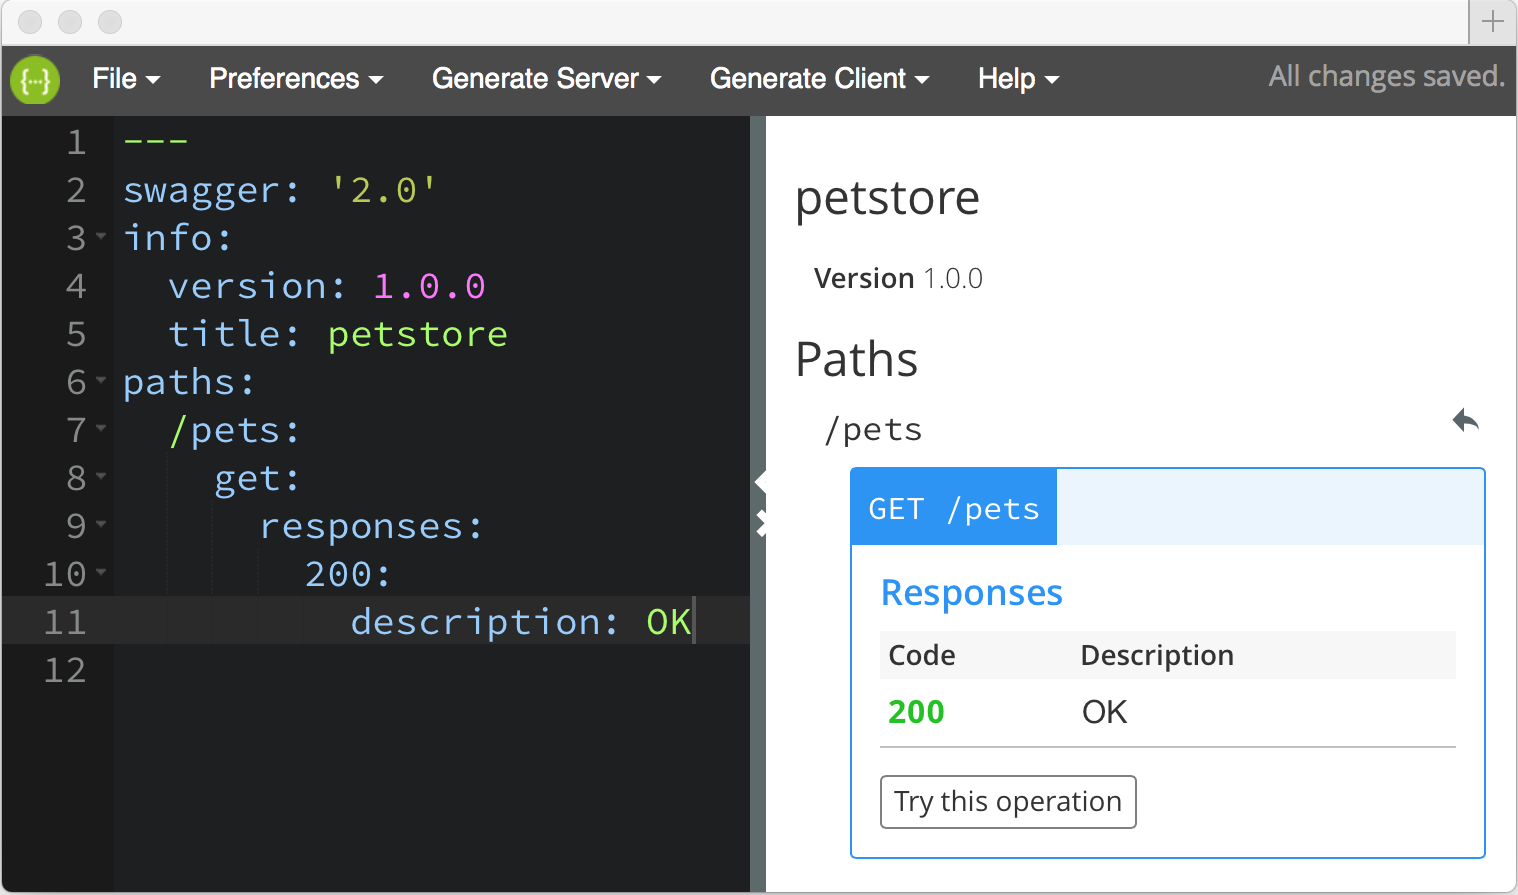 File Preferences Generate Server Generate Client Help All changes saved.
1 ---
2 swagger: '2.0'
3 info:
4   version: 1.0.0
5   title: petstore
6 paths:
7   /pets:
8     get:
9       responses:
10         200:
11           description: OK
12
petstore
Version 1.0.0
Paths
/pets
GET /pets
Responses
Code Description
200 OK
Try this operation